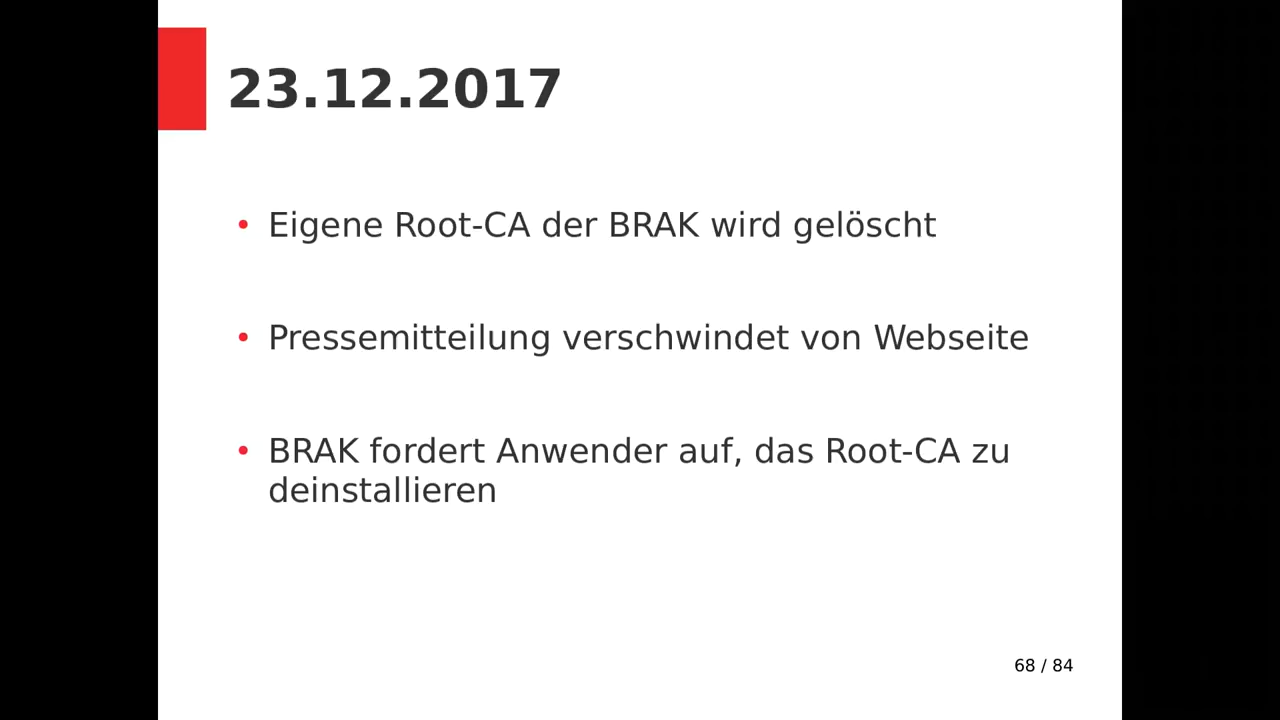 23.12.2017
• Eigene Root-CA der BRAK wird gelöscht
• Pressemitteilung verschwindet von Webseite
• BRAK fordert Anwender auf, das Root-CA zu
deinstallieren
68 / 84